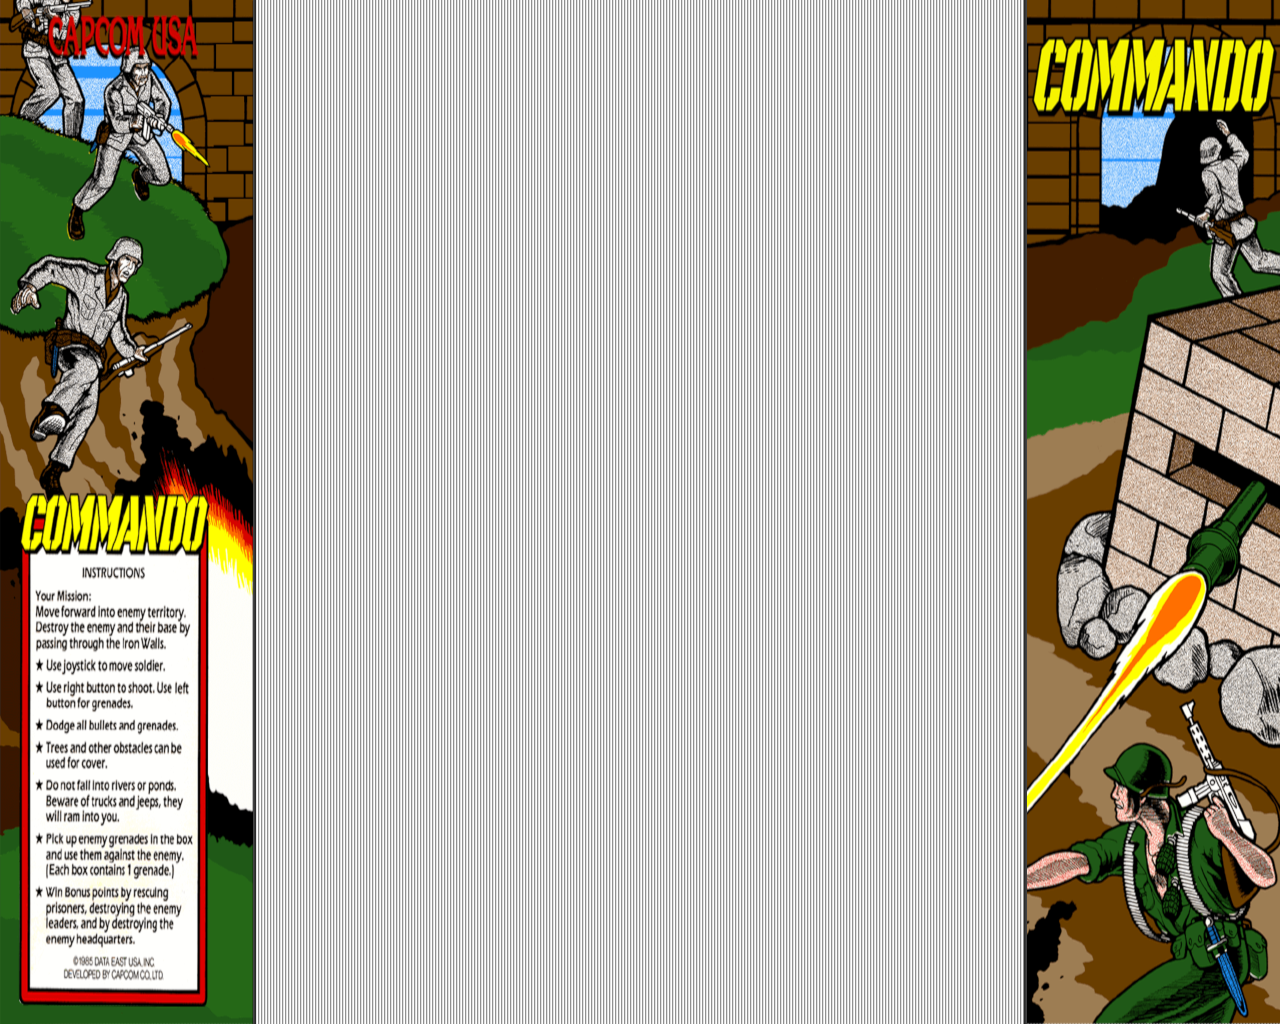 CAPCOM USA
COMMANDO
INSTRUCTIONS
Your Mission:
Move forward into enemy territory.
Destroy the enemy and their base by
passing through the Iron Walls.
★ Use joystick to move soldier.
★ Use right button to shoot. Use left
button for grenades.
★ Dodge all bullets and grenades.
★ Trees and other obstacles can be
used for cover.
★ Do not fall into rivers or ponds.
Beware of trucks and jeeps, they
will ram into you.
★ Pick up enemy grenades in the box
and use them against the enemy.
(Each box contains 1 grenade.)
★ Win Bonus points by rescuing
prisoners, destroying the enemy
leaders, and by destroying the
enemy headquarters.
©1985 DATA EAST USA, INC.
DEVELOPED BY CAPCOM CO., LTD.
COMMANDO